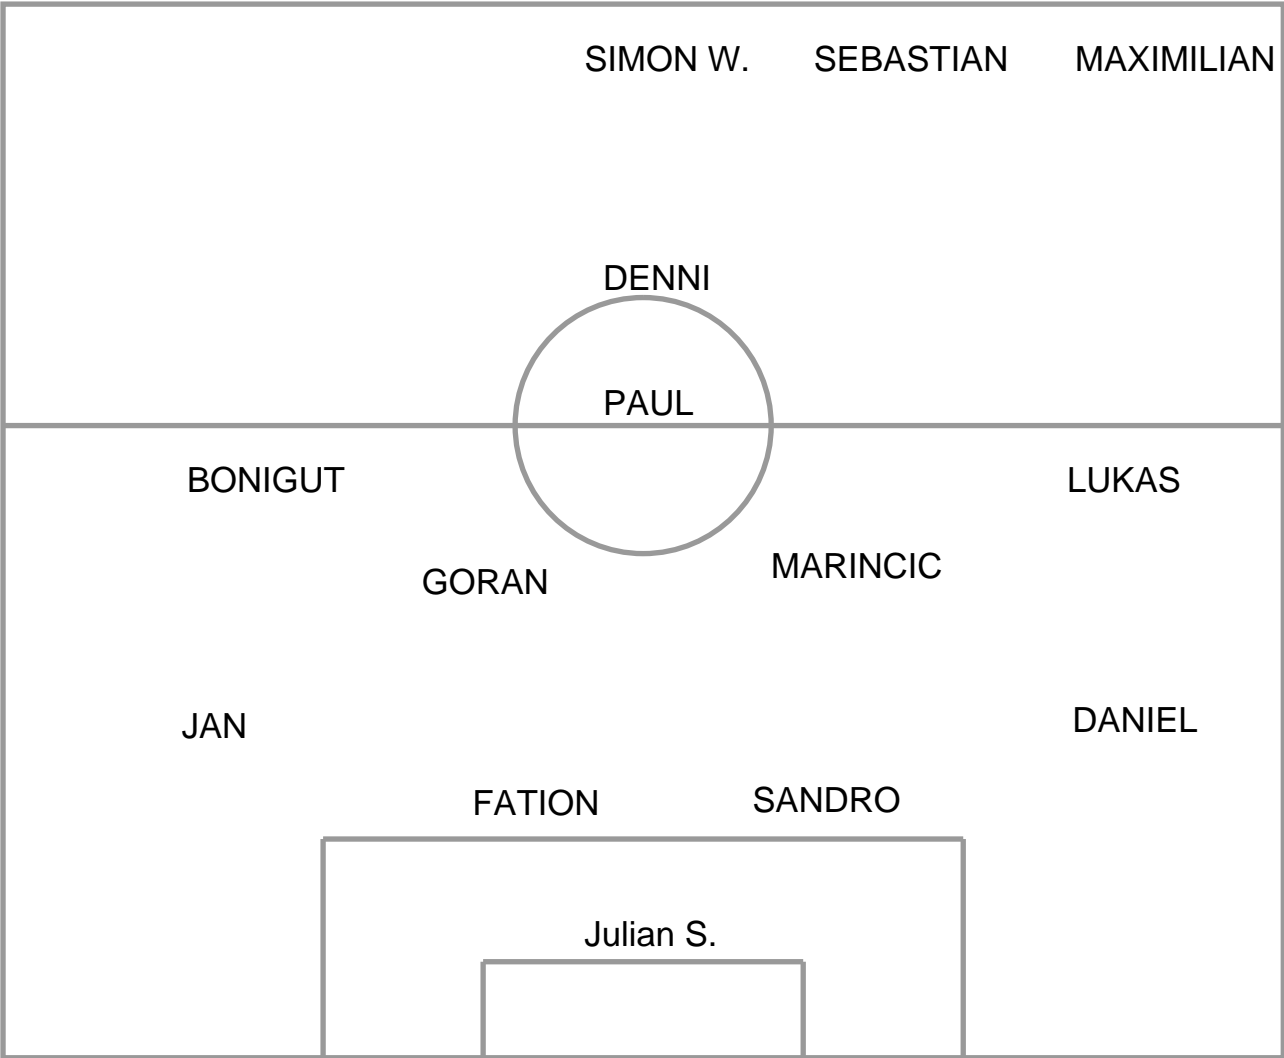 SIMON W. SEBASTIAN MAXIMILIAN
DENNI
PAUL
BONIGUT LUKAS
GORAN MARINCIC
JAN DANIEL
FATION SANDRO
Julian S.